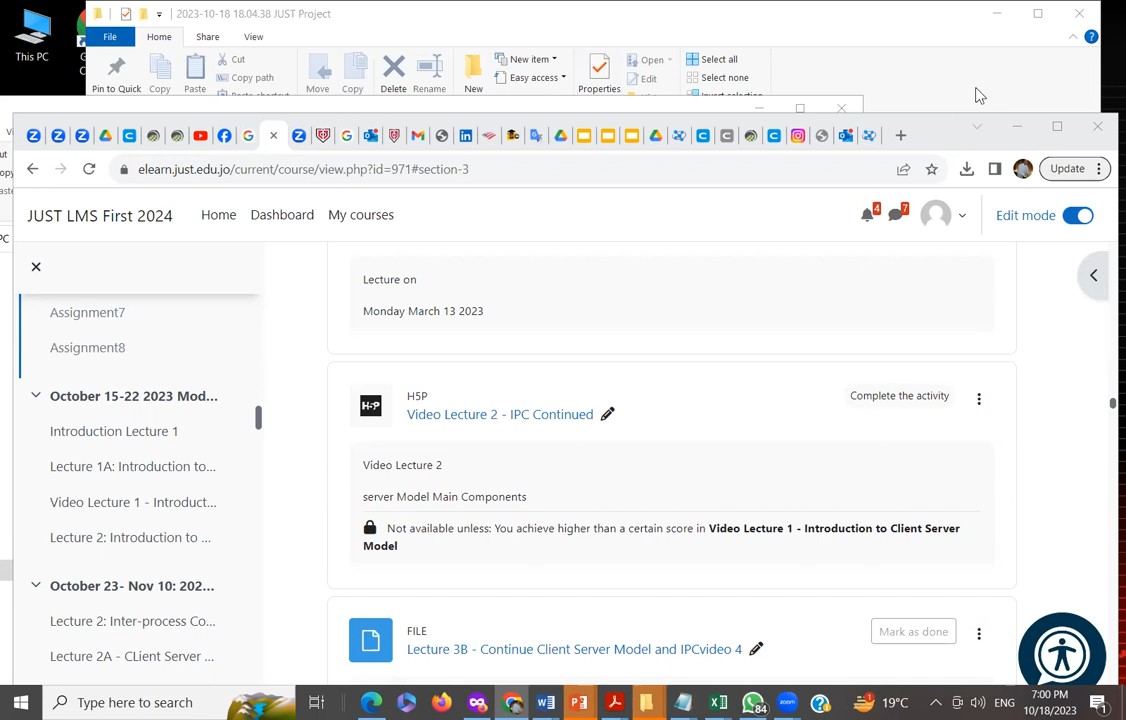 This PC
2023-10-18 18.04.38 JUST Project
File
Home
Share
View
Pin to Quick
Copy
Paste
Cut
Copy path
Move
Copy
Delete
Rename
New
New item
Easy access
Properties
Open
Edit
Select all
Select none
elearn.just.edu.jo/current/course/view.php?id=971#section-3
Update
JUST LMS First 2024
Home
Dashboard
My courses
4
7
Edit mode
Assignment7
Assignment8
October 15-22 2023 Mod...
Introduction Lecture 1
Lecture 1A: Introduction to...
Video Lecture 1 - Introduct...
Lecture 2: Introduction to ...
October 23- Nov 10: 202...
Lecture 2: Inter-process Co...
Lecture 2A - CLient Server ...
Lecture on
Monday March 13 2023
H-P
H5P
Video Lecture 2 - IPC Continued
Complete the activity
Video Lecture 2
server Model Main Components
Not available unless: You achieve higher than a certain score in Video Lecture 1 - Introduction to Client Server
Model
FILE
Lecture 3B - Continue Client Server Model and IPCvideo 4
Mark as done
Type here to search
84
19°C
ENG
7:00 PM
10/18/2023
1